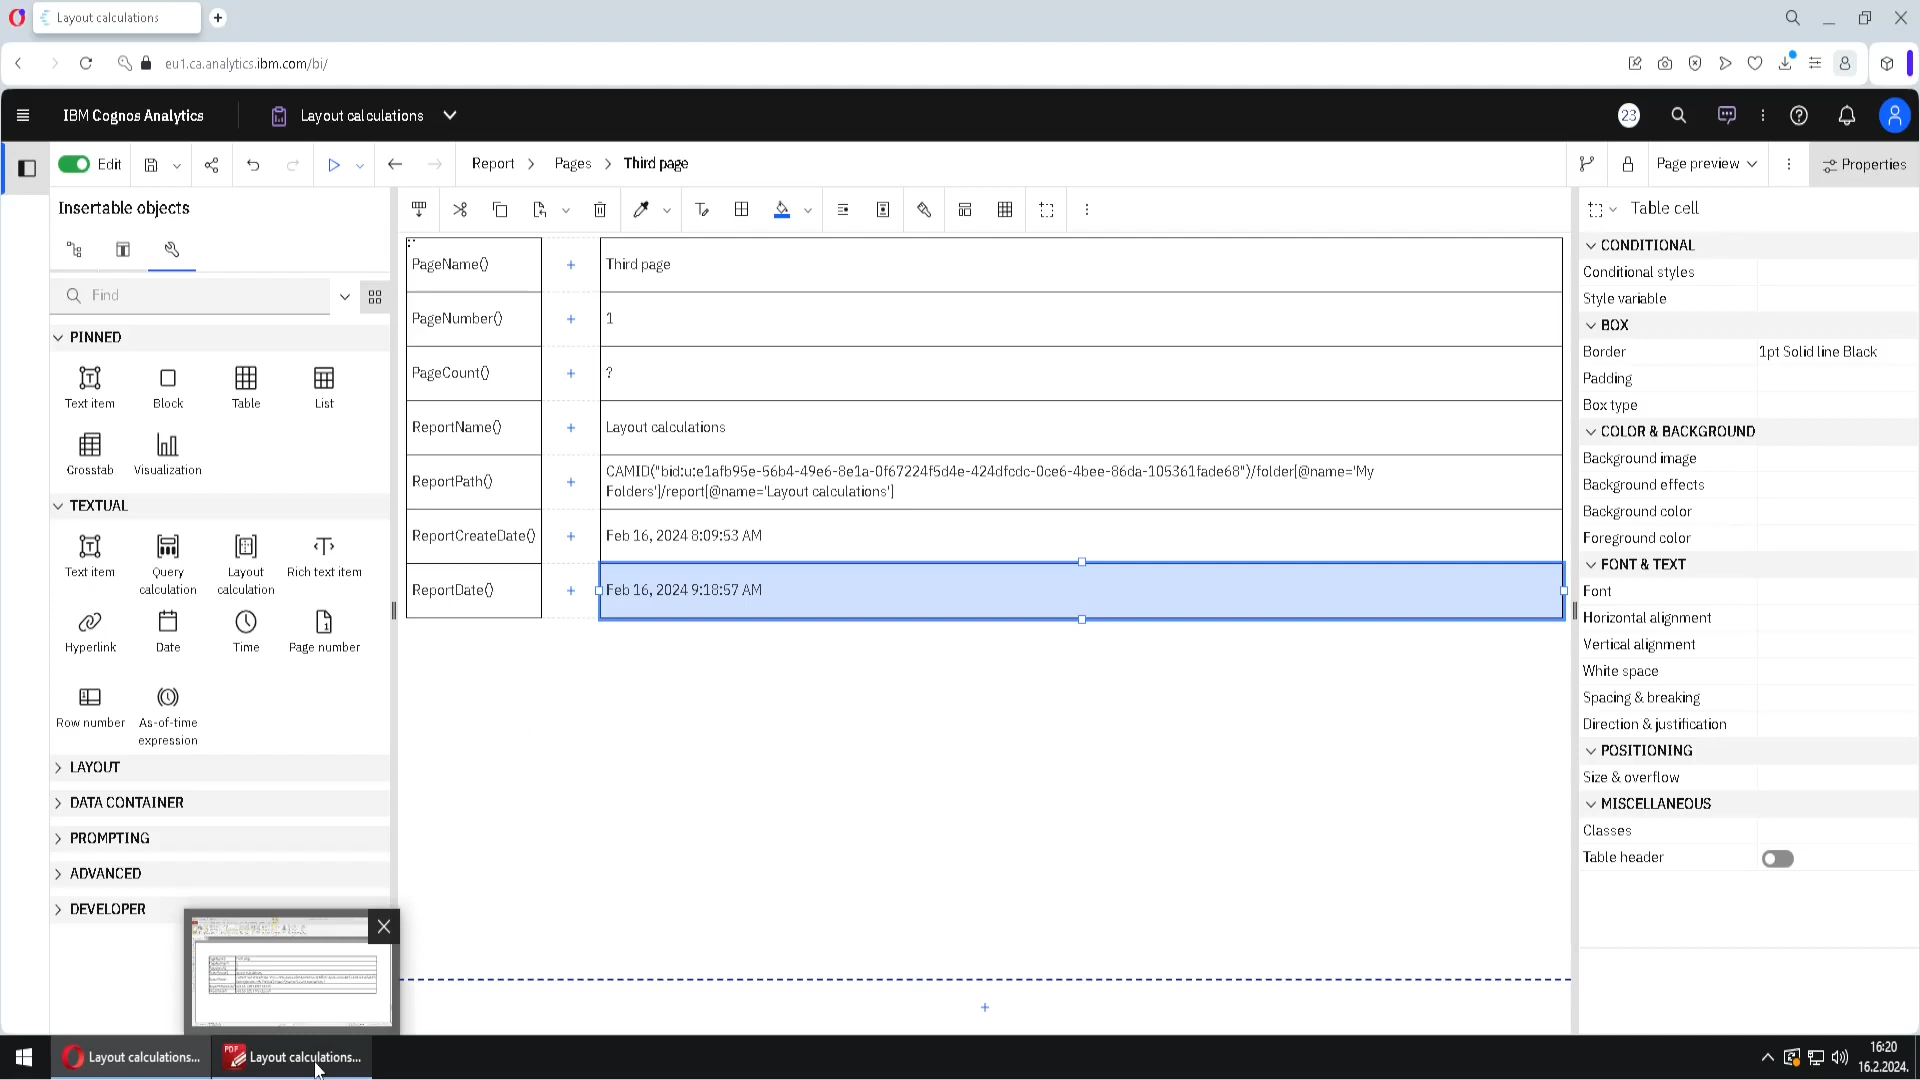 Layout calculations
eu1.ca.analytics.ibm.com/bi/
IBM Cognos Analytics
Layout calculations
23
Edit
Report > Pages > Third page
Page preview
Properties
Insertable objects
Find
PINNED
Text item
Block
Table
List
Crosstab
Visualization
TEXTUAL
Text item
Query calculation
Layout calculation
Rich text item
Hyperlink
Date
Time
Page number
Row number
As-of-time expression
LAYOUT
DATA CONTAINER
PROMPTING
ADVANCED
DEVELOPER
PageName()
Third page
PageNumber()
1
PageCount()
?
ReportName()
Layout calculations
ReportPath()
CAMID("bid:u:e1afb95e-56b4-49e6-8e1a-0f67224f5d4e-424dfcdc-0ce6-4bee-86da-105361fade68")/folder[@name='My
Folders']/report[@name='Layout calculations']
ReportCreateDate()
Feb 16, 2024 8:09:53 AM
ReportDate()
Feb 16, 2024 9:18:57 AM
Table cell
CONDITIONAL
Conditional styles
Style variable
BOX
Border
1pt Solid line Black
Padding
Box type
COLOR & BACKGROUND
Background image
Background effects
Background color
Foreground color
FONT & TEXT
Font
Horizontal alignment
Vertical alignment
White space
Spacing & breaking
Direction & justification
POSITIONING
Size & overflow
MISCELLANEOUS
Classes
Table header
Layout calculations...
PDF
Layout calculations...
16:20
16.2.2024.